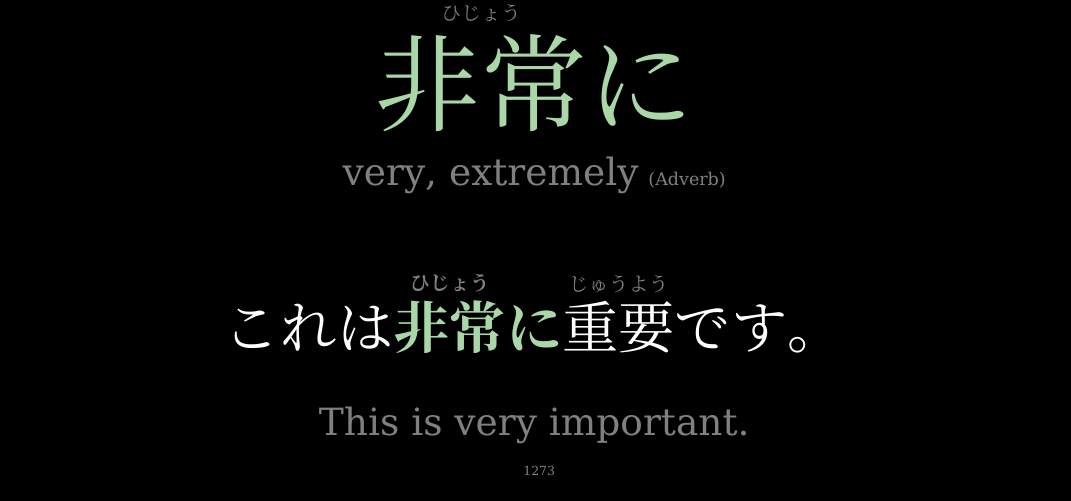 ひじょう
非常に
very, extremely (Adverb)
ひじょう じゅうよう
これは非常に重要です。
This is very important.
1273